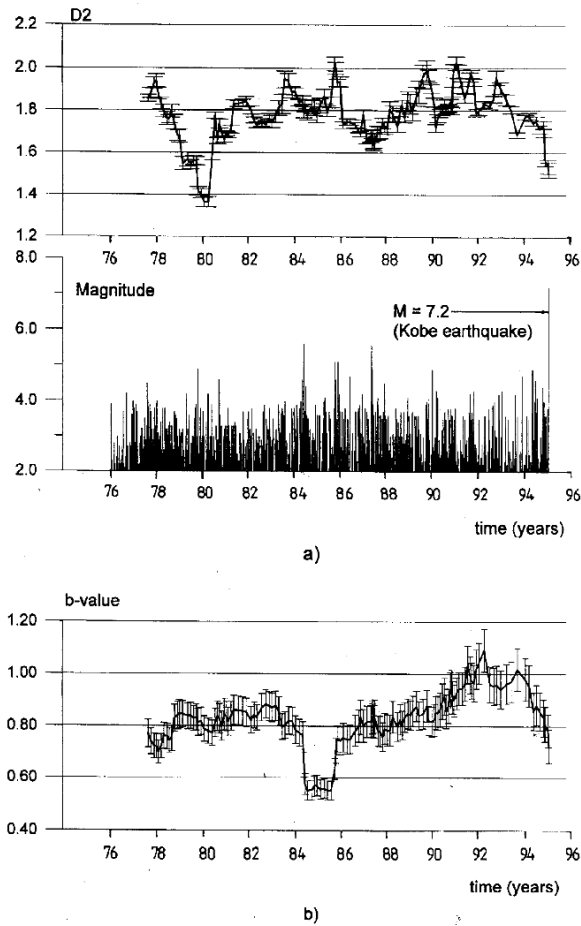 D2
2.2
2.0
1.8
1.6
1.4
1.2
76 78 80 82 84 86 88 90 92 94 96
8.0
Magnitude
M = 7.2
(Kobe earthquake)
6.0
4.0
2.0
76 78 80 82 84 86 88 90 92 94 96
time (years)
a)
b-value
1.20
1.00
0.80
0.60
0.40
76 78 80 82 84 86 88 90 92 94 96
time (years)
b)